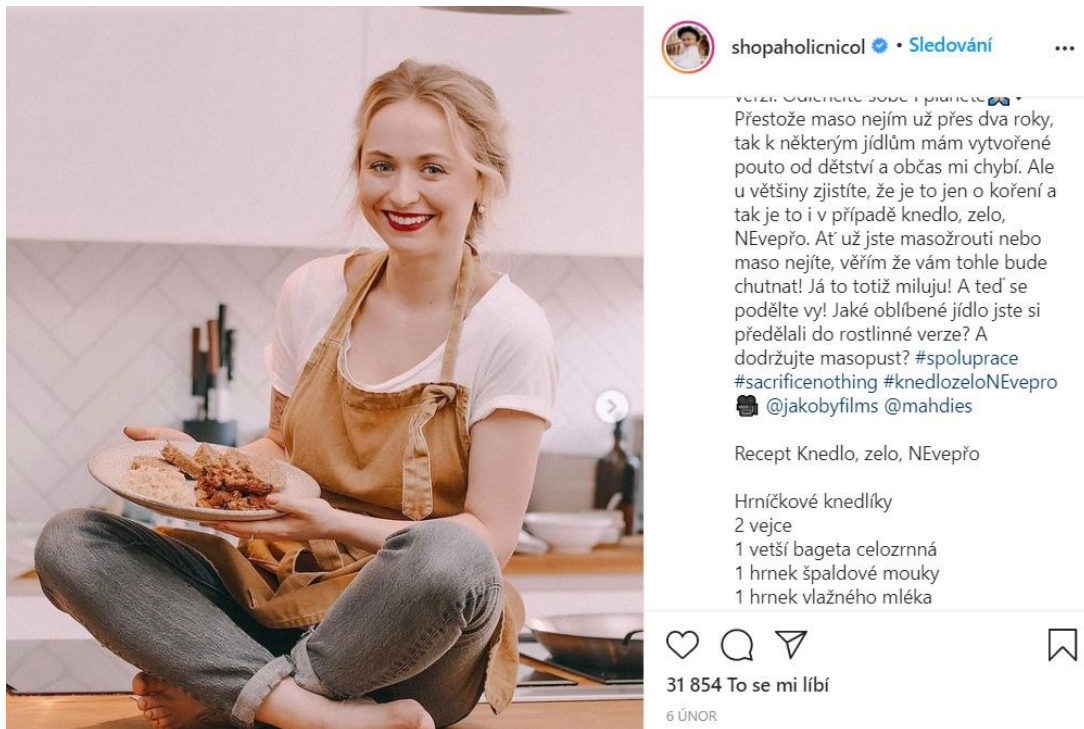 shopaholicnicol • Sledování
verzi. Odlehčíte sobě i planetě
Přestože maso nejím už přes dva roky,
tak k některým jídlům mám vytvořené
pouto od dětství a občas mi chybí. Ale
u většiny zjistíte, že je to jen o koření a
tak je to i v případě knedlo, zelo,
NEvepřo. Ať už jste masožrouti nebo
maso nejíte, věřím že vám tohle bude
chutnat! Já to totiž miluju! A teď se
podělte vy! Jaké oblíbené jídlo jste si
předělali do rostlinné verze? A
dodržujte masopust? #spoluprace
#sacrificenothing #knedlozeloNEvepro
🎥 @jakobyfilms @mahdies
Recept Knedlo, zelo, NEvepřo
Hrníčkové knedlíky
2 vejce
1 vetší bageta celozrnná
1 hrnek špaldové mouky
1 hrnek vlažného mléka
31 854 To se mi líbí
6 ÚNOR